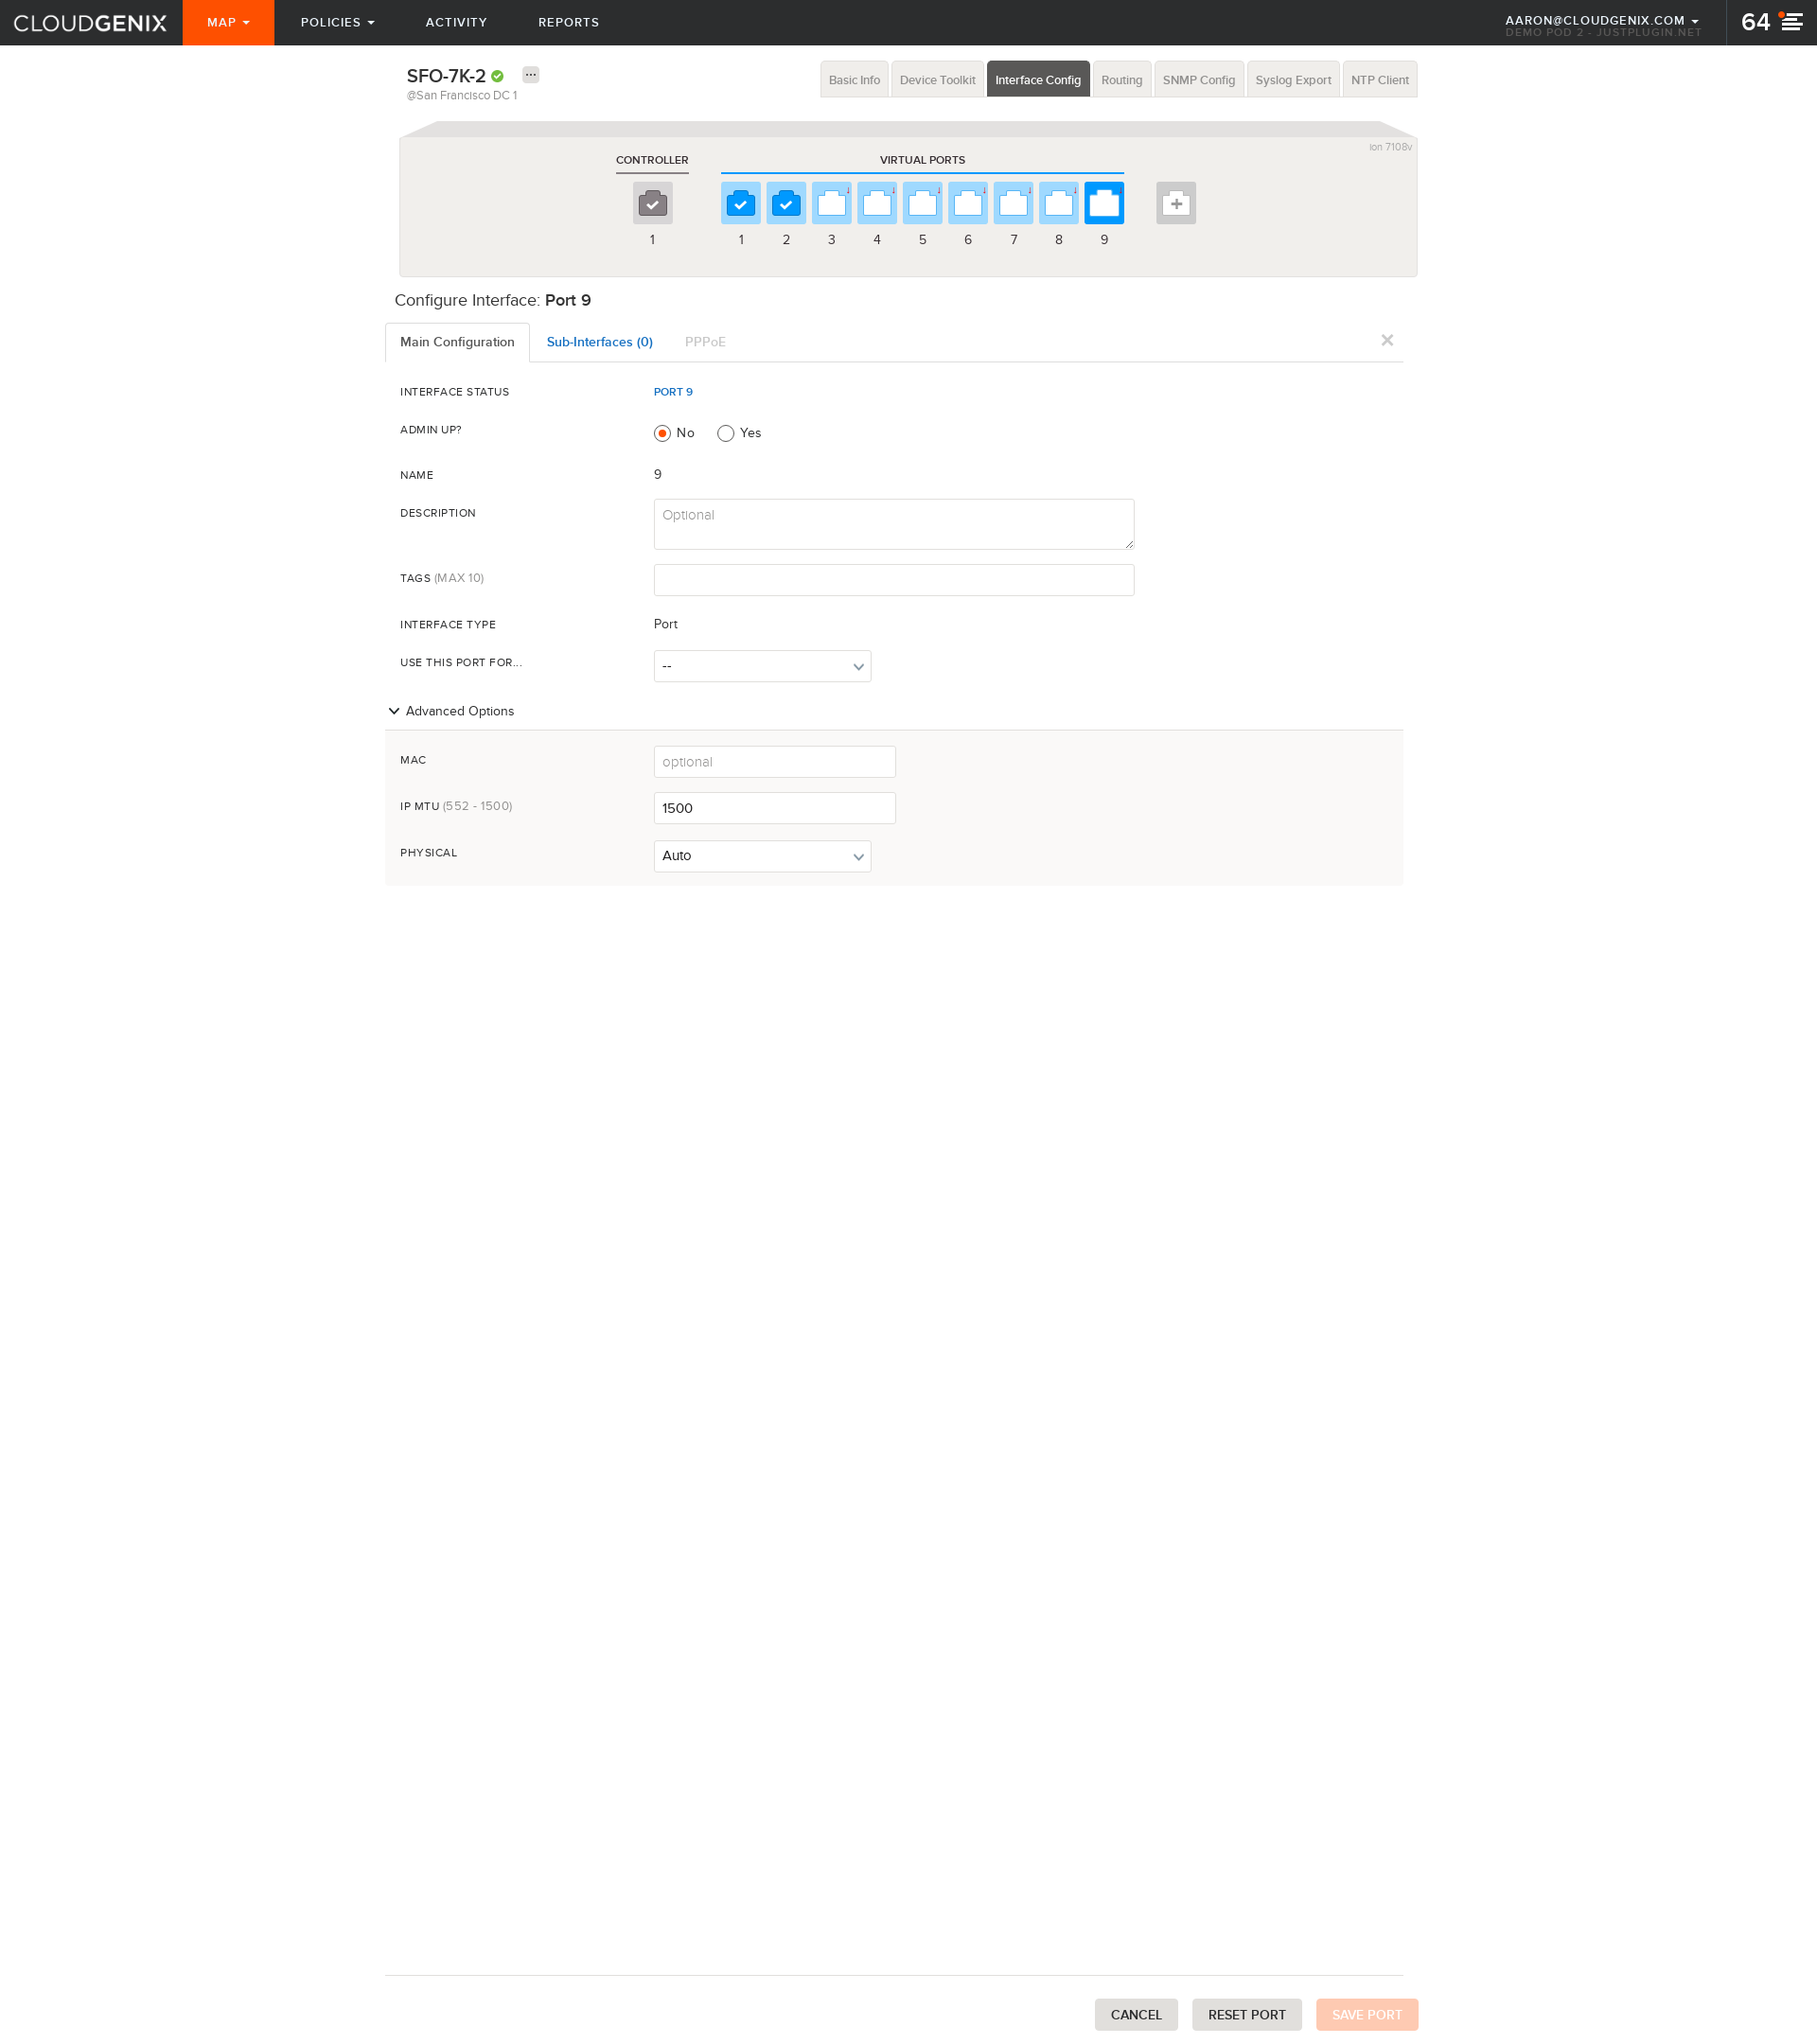 CLOUDGENIX
MAP
POLICIES
ACTIVITY
REPORTS
AARON@CLOUDGENIX.COM
DEMO POD 2 - JUSTPLUGIN.NET
64
SFO-7K-2
@San Francisco DC 1
Basic Info
Device Toolkit
Interface Config
Routing
SNMP Config
Syslog Export
NTP Client
ion 7108v
CONTROLLER
VIRTUAL PORTS
1
1 2 3 4 5 6 7 8 9
Configure Interface: Port 9
Main Configuration
Sub-Interfaces (0)
PPPoE
INTERFACE STATUS
PORT 9
ADMIN UP?
No
Yes
NAME
9
DESCRIPTION
Optional
TAGS (MAX 10)
INTERFACE TYPE
Port
USE THIS PORT FOR...
--
Advanced Options
MAC
optional
IP MTU (552 - 1500)
1500
PHYSICAL
Auto
CANCEL
RESET PORT
SAVE PORT